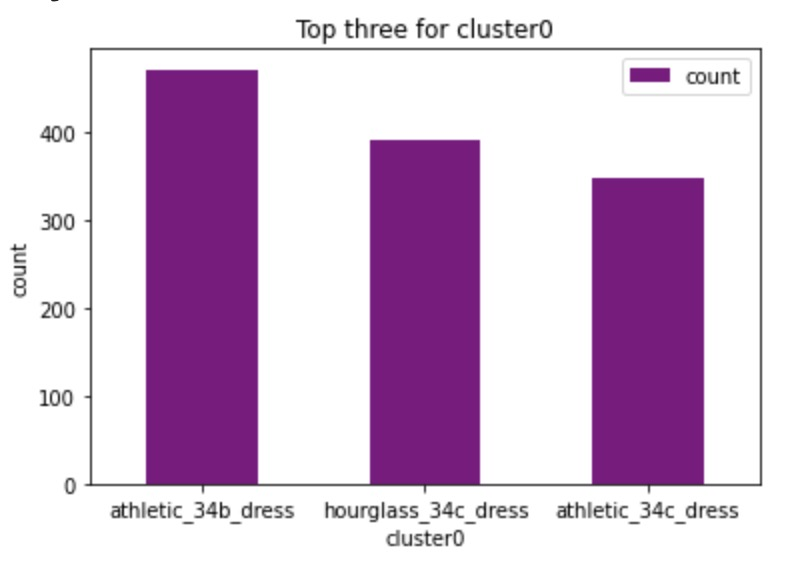 Top three for cluster0
count
400
300
200
100
0
count
athletic_34b_dress hourglass_34c_dress athletic_34c_dress
cluster0